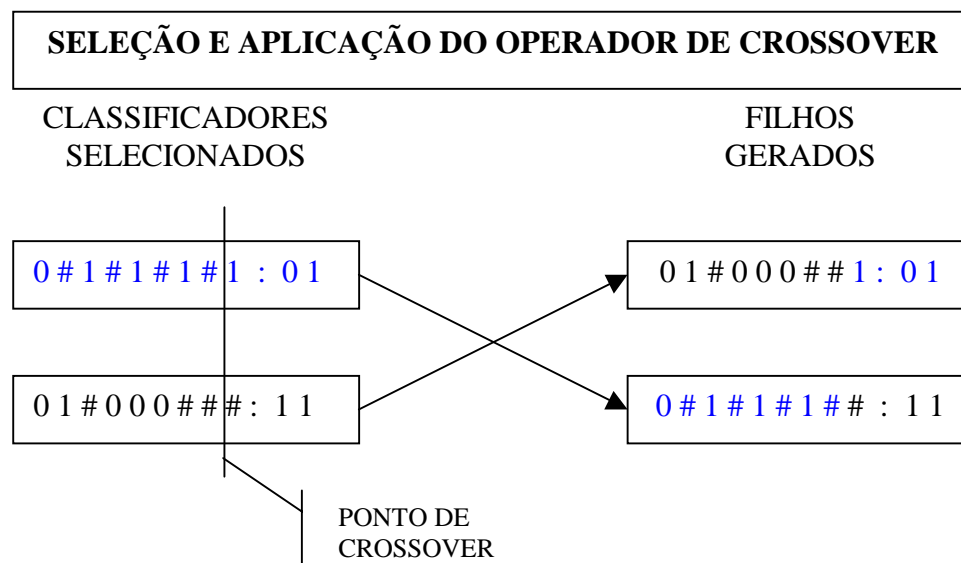 SELEÇÃO E APLICAÇÃO DO OPERADOR DE CROSSOVER
CLASSIFICADORES
SELECIONADOS
FILHOS
GERADOS
0 # 1 # 1 # 1 # 1 : 0 1
0 1 # 0 0 0 # # 1 : 0 1
0 1 # 0 0 0 # # # : 1 1
0 # 1 # 1 # 1 # # : 1 1
PONTO DE
CROSSOVER